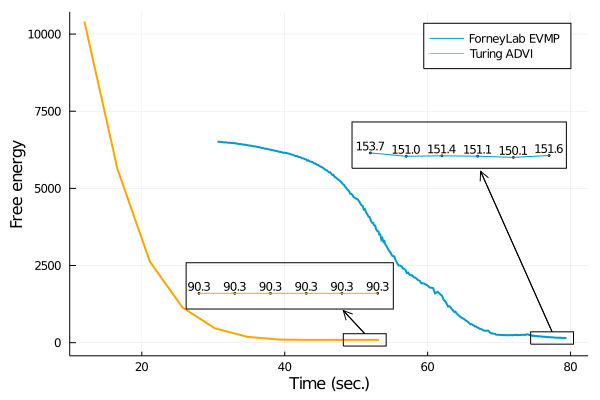 10000
7500
5000
2500
0
Free energy
ForneyLab EVMP
Turing ADVI
153.7 151.0 151.4 151.1 150.1 151.6
90.3 90.3 90.3 90.3 90.3 90.3
20 40 60 80
Time (sec.)